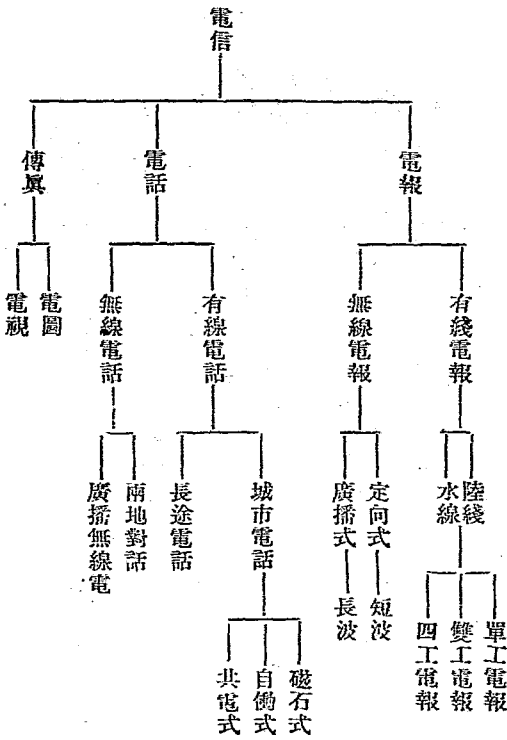 電信
電報
電話
傳眞
有綫電報
無線電報
有線電話
無線電話
電圖
電視
陸綫
水線
定向式
廣播式
城市電話
長途電話
兩地對話
廣播無線電
短波
長波
單工電報
雙工電報
四工電報
磁石式
自働式
共電式